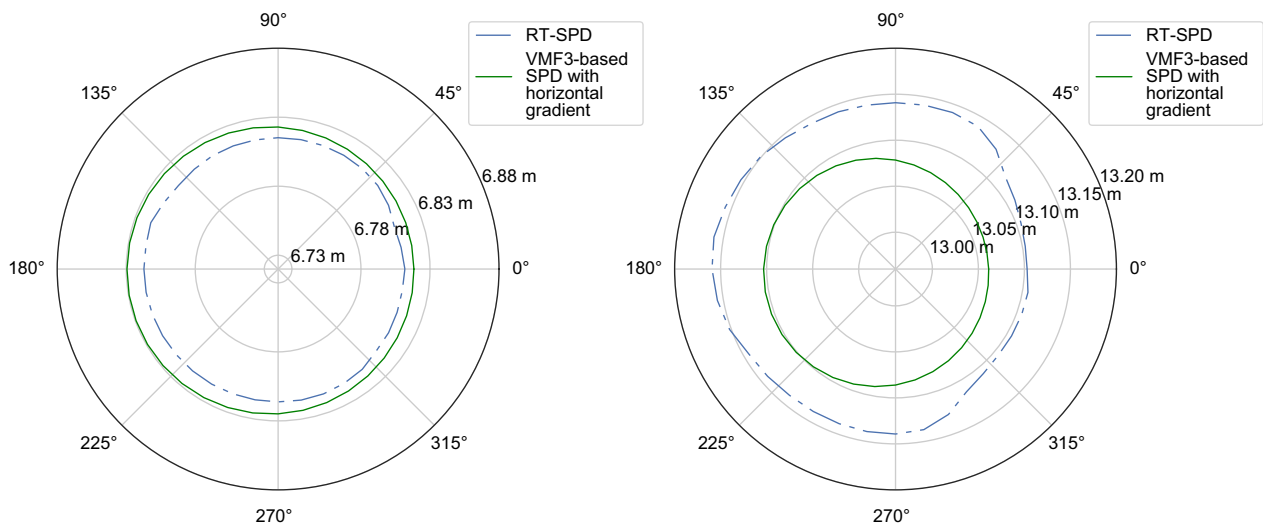 90°
RT-SPD
VMF3-based
SPD with
horizontal
gradient
135°
45°
6.88 m
6.83 m
6.78 m
6.73 m
180°
0°
225°
315°
270°
90°
RT-SPD
VMF3-based
SPD with
horizontal
gradient
135°
45°
13.20 m
13.15 m
13.10 m
13.05 m
13.00 m
180°
0°
225°
315°
270°